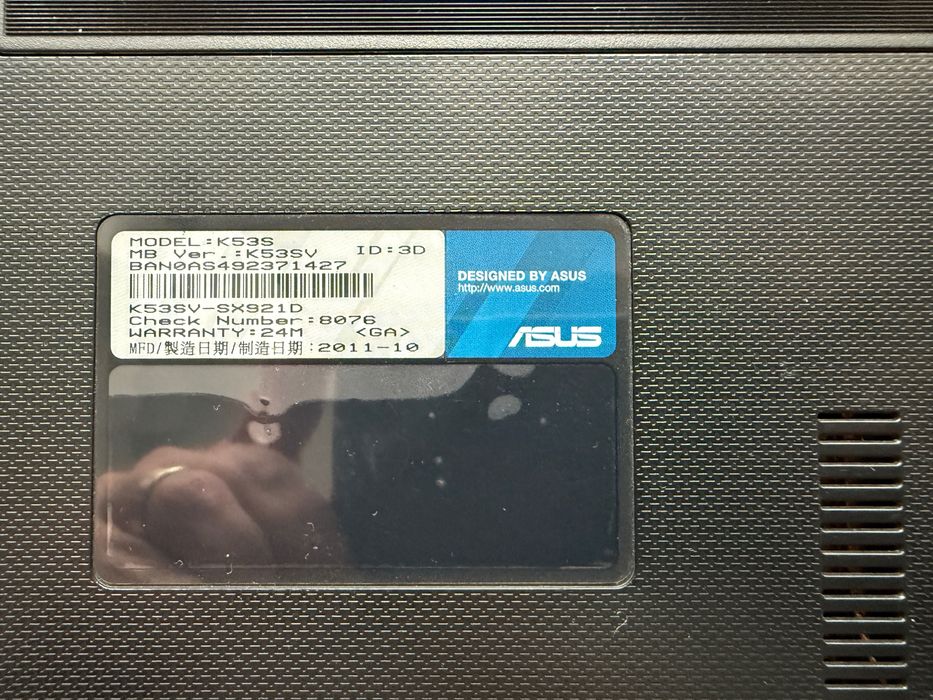 MODEL:K53S
MB Ver.:K53SV ID:3D
BAN0AS492371427
K53SV-SX921D
Check Number:8076
WARRANTY:24M <GA>
MFD/製造日期/制造日期:2011-10
DESIGNED BY ASUS
http://www.asus.com
ASUS